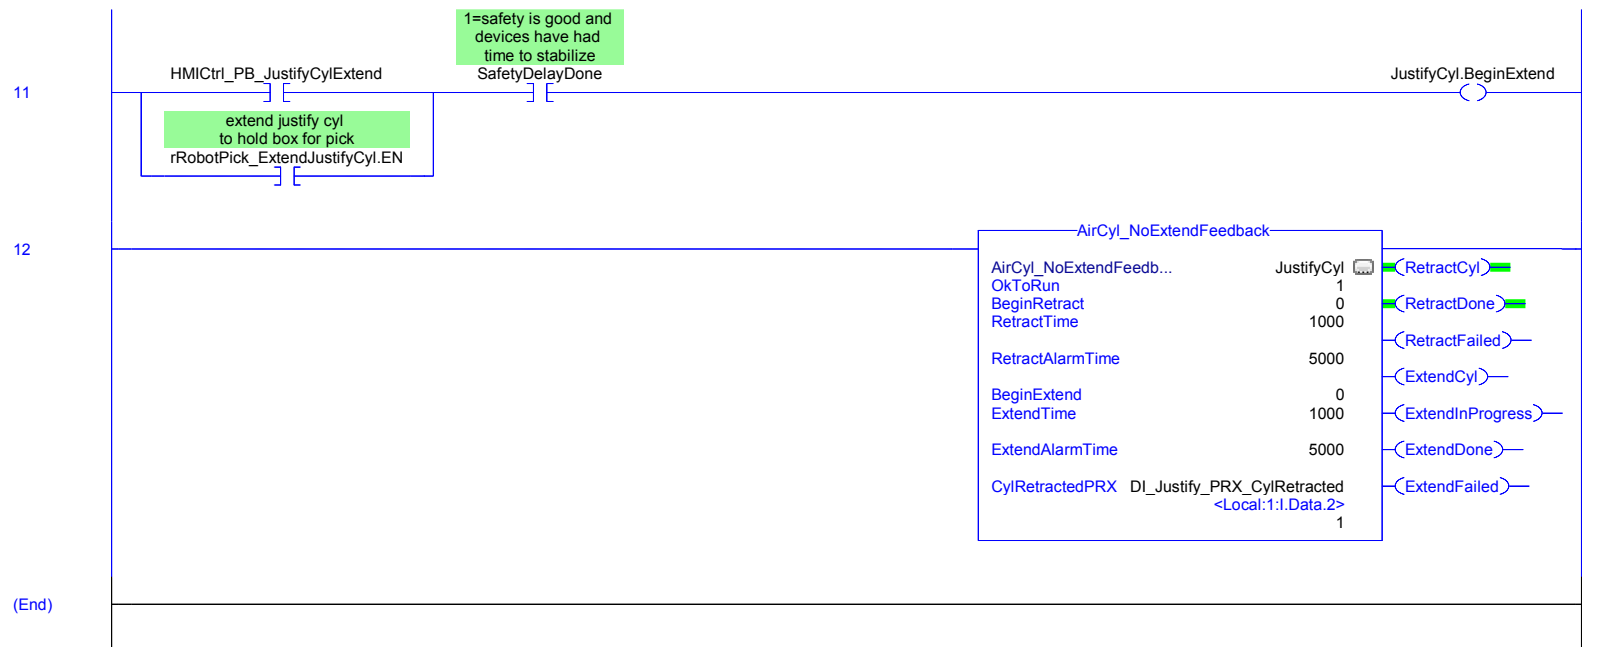 1=safety is good and
devices have had
time to stabilize
HMICtrl_PB_JustifyCylExtend
SafetyDelayDone
JustifyCyl.BeginExtend
11
extend justify cyl
to hold box for pick
rRobotPick_ExtendJustifyCyl.EN
AirCyl_NoExtendFeedback
12
AirCyl_NoExtendFeedb... JustifyCyl ... RetractCyl
OkToRun 1
BeginRetract 0 RetractDone
RetractTime 1000
RetractFailed
RetractAlarmTime 5000
ExtendCyl
BeginExtend 0
ExtendTime 1000 ExtendInProgress
ExtendAlarmTime 5000 ExtendDone
CylRetractedPRX DI_Justify_PRX_CylRetracted ExtendFailed
<Local:1:I.Data.2>
1
(End)